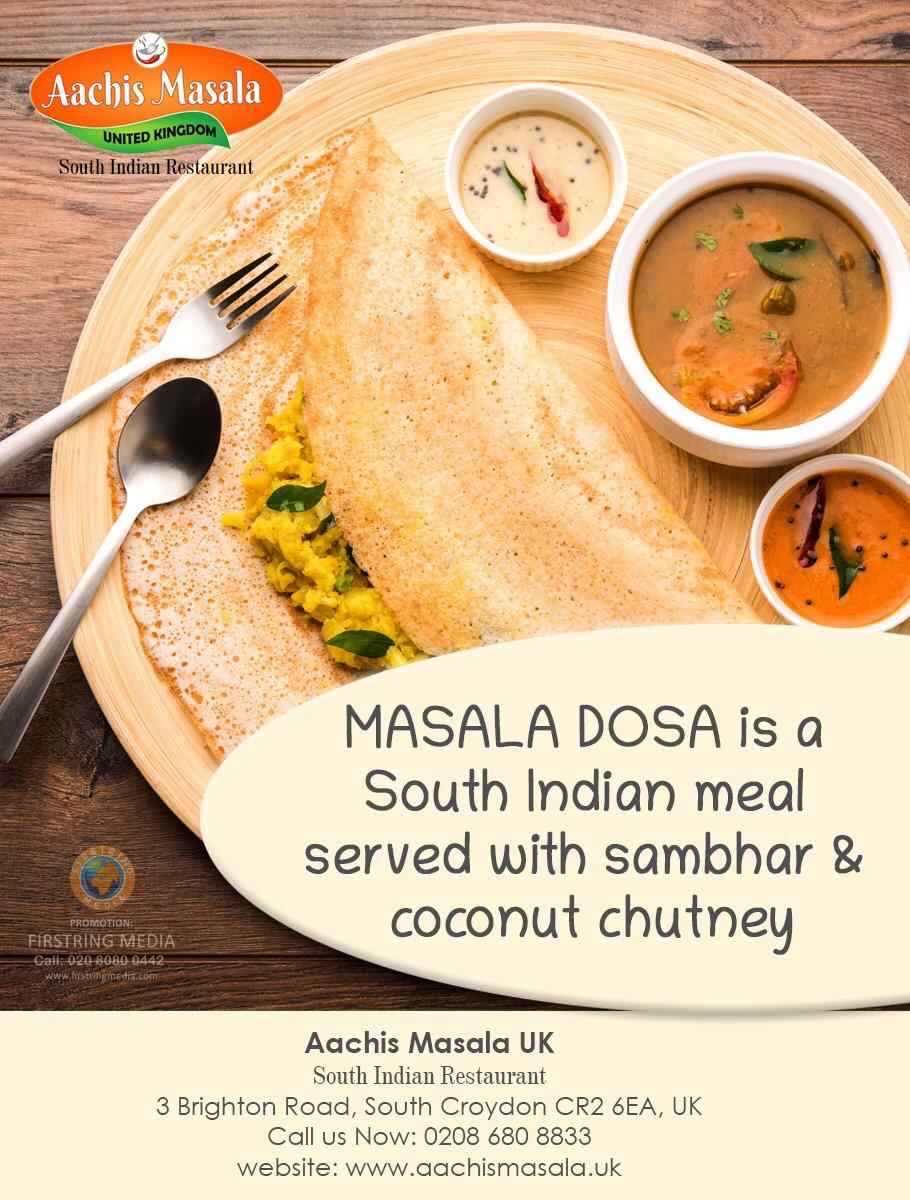 Aachis Masala
UNITED KINGDOM
South Indian Restaurant
MASALA DOSA is a
South Indian meal
served with sambhar &
coconut chutney
FIRSTRING
MEDIA
PROMOTION:
FIRSTRING MEDIA
Call: 020 8080 0442
www.firstringmedia.com
Aachis Masala UK
South Indian Restaurant
3 Brighton Road, South Croydon CR2 6EA, UK
Call us Now: 0208 680 8833
website: www.aachismasala.uk